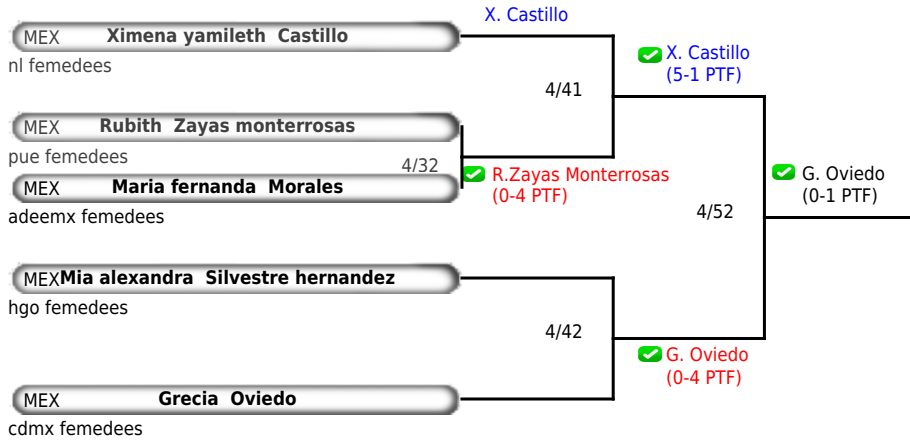 X. Castillo
MEX Ximena yamileth Castillo
nl femedees
X. Castillo
(5-1 PTF)
4/41
MEX Rubith Zayas monterrosas
pue femedees
4/32
R.Zayas Monterrosas
(0-4 PTF)
MEX Maria fernanda Morales
adeemx femedees
G. Oviedo
(0-1 PTF)
4/52
MEX Mia alexandra Silvestre hernandez
hgo femedees
4/42
G. Oviedo
(0-4 PTF)
MEX Grecia Oviedo
cdmx femedees